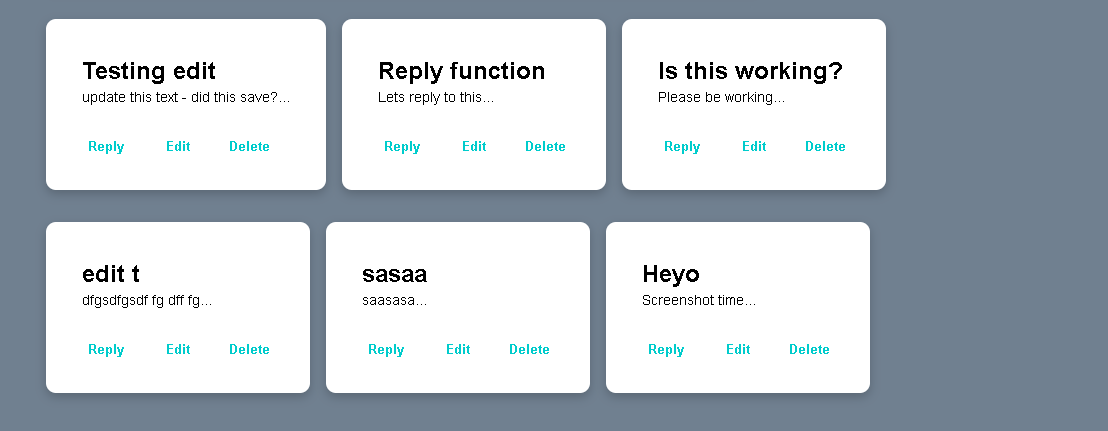 Testing edit
update this text - did this save?...
Reply Edit Delete
Reply function
Lets reply to this...
Reply Edit Delete
Is this working?
Please be working...
Reply Edit Delete
edit t
dfgsdfgsdf fg dff fg...
Reply Edit Delete
sasaa
saasasa...
Reply Edit Delete
Heyo
Screenshot time...
Reply Edit Delete